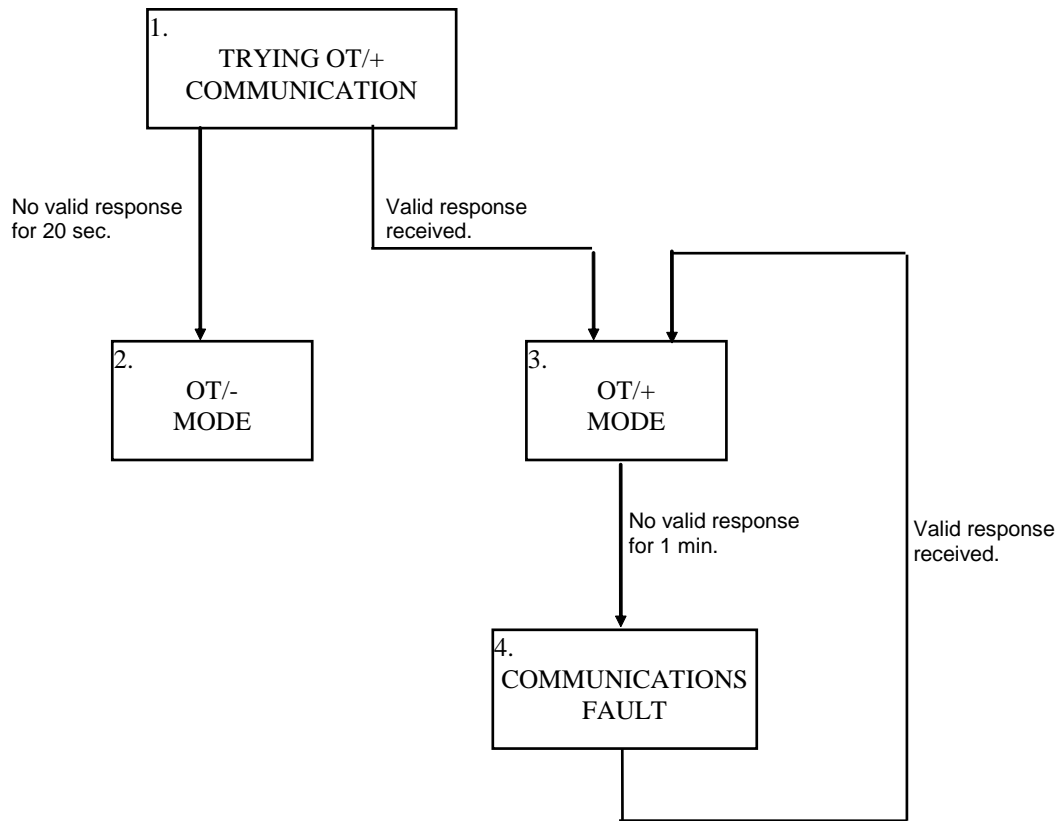 1.
TRYING OT/+
COMMUNICATION
No valid response
for 20 sec.
Valid response
received.
2.
OT/-
MODE
3.
OT/+
MODE
No valid response
for 1 min.
Valid response
received.
4.
COMMUNICATIONS
FAULT